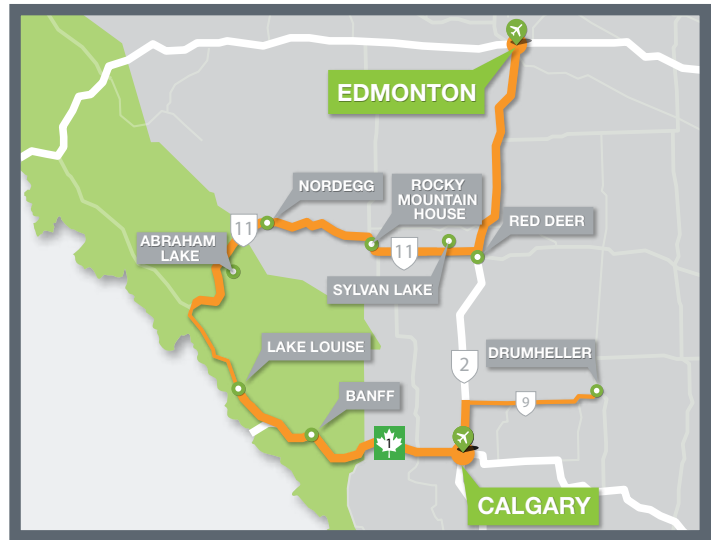 EDMONTON
NORDEGG
ROCKY
MOUNTAIN
HOUSE
RED DEER
11
ABRAHAM
LAKE
11
SYLVAN LAKE
LAKE LOUISE
2
DRUMHELLER
BANFF
9
1
CALGARY